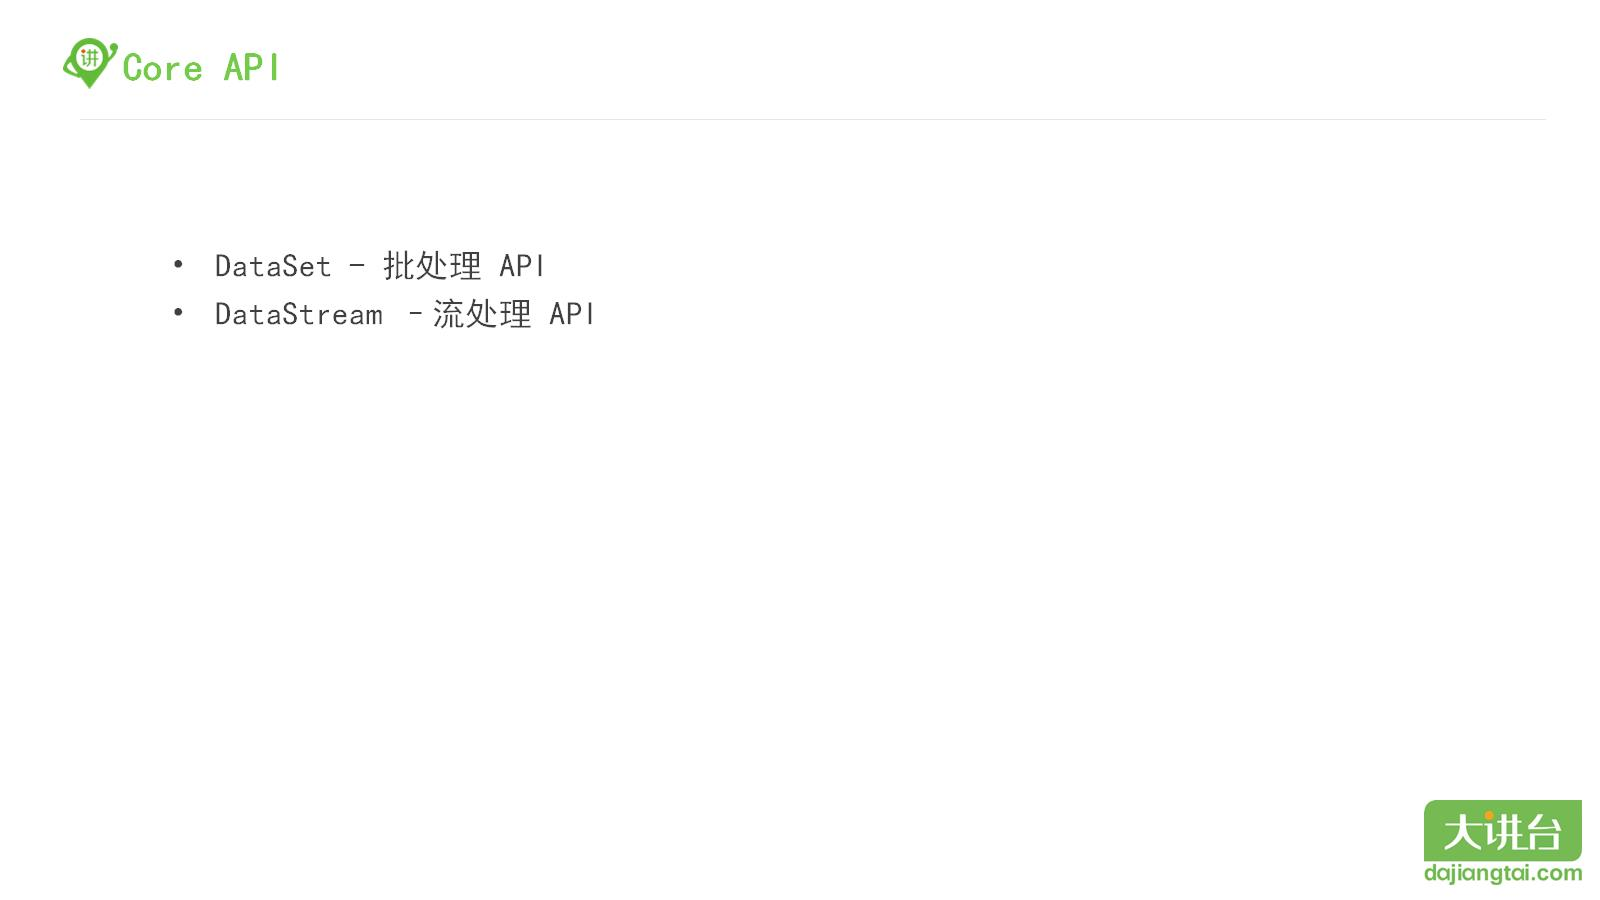 讲 Core API
• DataSet - 批处理 API
• DataStream -流处理 API
大讲台
dajiangtai.com